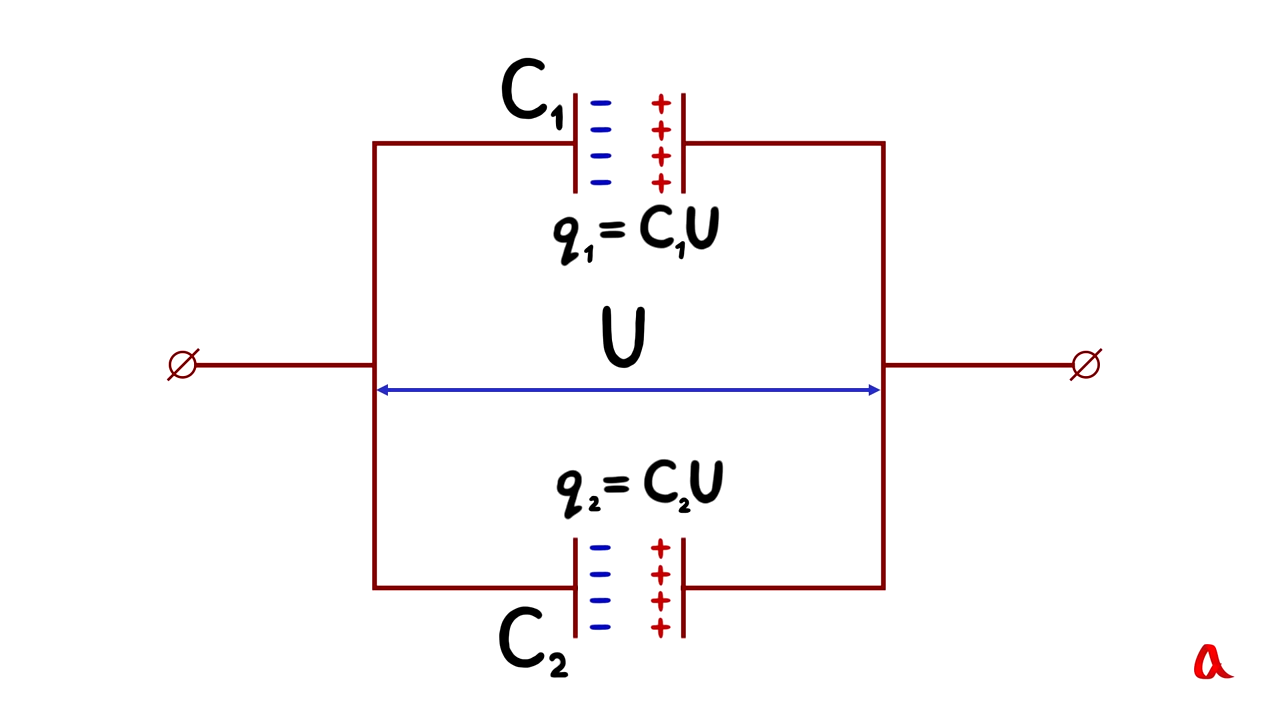 C₁
q₁ = C₁U
U
q₂ = C₂U
C₂
a